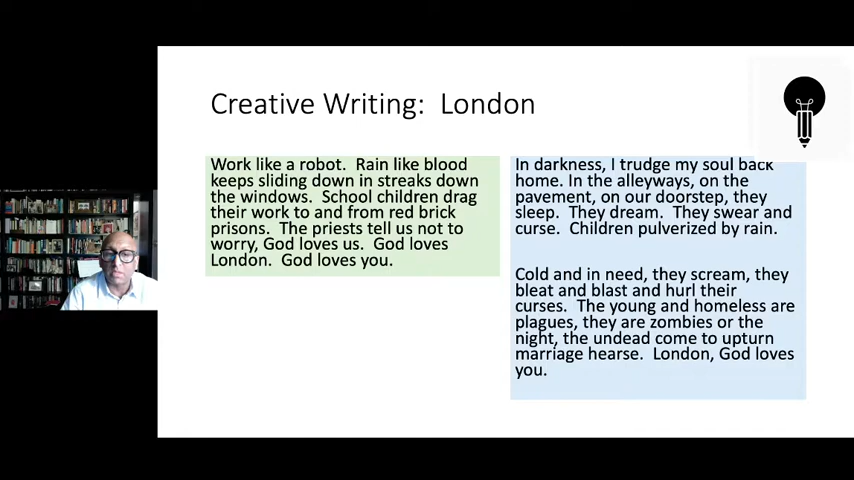 Creative Writing:  London
Work like a robot.  Rain like blood
keeps sliding down in streaks down
the windows.  School children drag
their work to and from red brick
prisons.  The priests tell us not to
worry, God loves us.  God loves
London.  God loves you.
In darkness, I trudge my soul back
home. In the alleyways, on the
pavement, on our doorstep, they
sleep.  They dream.  They swear and
curse.  Children pulverized by rain.
Cold and in need, they scream, they
bleat and blast and hurl their
curses.  The young and homeless are
plagues, they are zombies or the
night, the undead come to upturn
marriage hearse.  London, God loves
you.